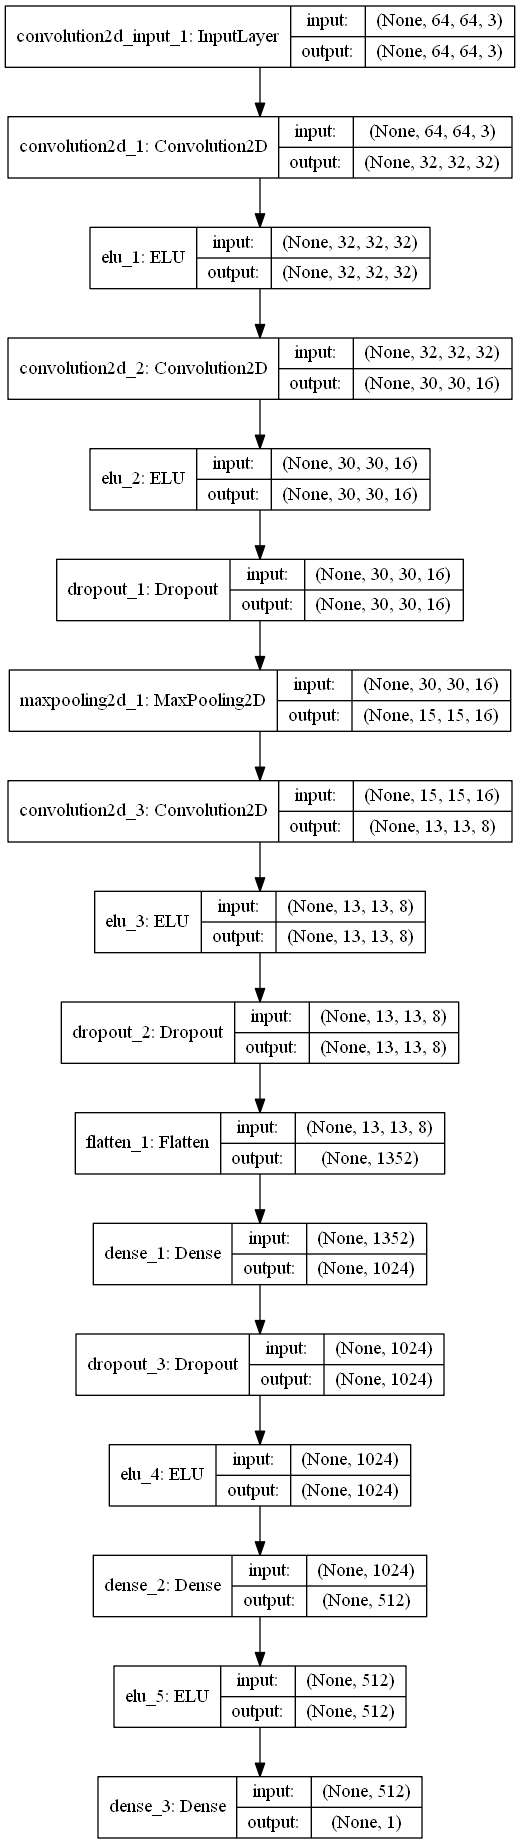 convolution2d_input_1: InputLayer
input: (None, 64, 64, 3)
output: (None, 64, 64, 3)
convolution2d_1: Convolution2D
input: (None, 64, 64, 3)
output: (None, 32, 32, 32)
elu_1: ELU
input: (None, 32, 32, 32)
output: (None, 32, 32, 32)
convolution2d_2: Convolution2D
input: (None, 32, 32, 32)
output: (None, 30, 30, 16)
elu_2: ELU
input: (None, 30, 30, 16)
output: (None, 30, 30, 16)
dropout_1: Dropout
input: (None, 30, 30, 16)
output: (None, 30, 30, 16)
maxpooling2d_1: MaxPooling2D
input: (None, 30, 30, 16)
output: (None, 15, 15, 16)
convolution2d_3: Convolution2D
input: (None, 15, 15, 16)
output: (None, 13, 13, 8)
elu_3: ELU
input: (None, 13, 13, 8)
output: (None, 13, 13, 8)
dropout_2: Dropout
input: (None, 13, 13, 8)
output: (None, 13, 13, 8)
flatten_1: Flatten
input: (None, 13, 13, 8)
output: (None, 1352)
dense_1: Dense
input: (None, 1352)
output: (None, 1024)
dropout_3: Dropout
input: (None, 1024)
output: (None, 1024)
elu_4: ELU
input: (None, 1024)
output: (None, 1024)
dense_2: Dense
input: (None, 1024)
output: (None, 512)
elu_5: ELU
input: (None, 512)
output: (None, 512)
dense_3: Dense
input: (None, 512)
output: (None, 1)